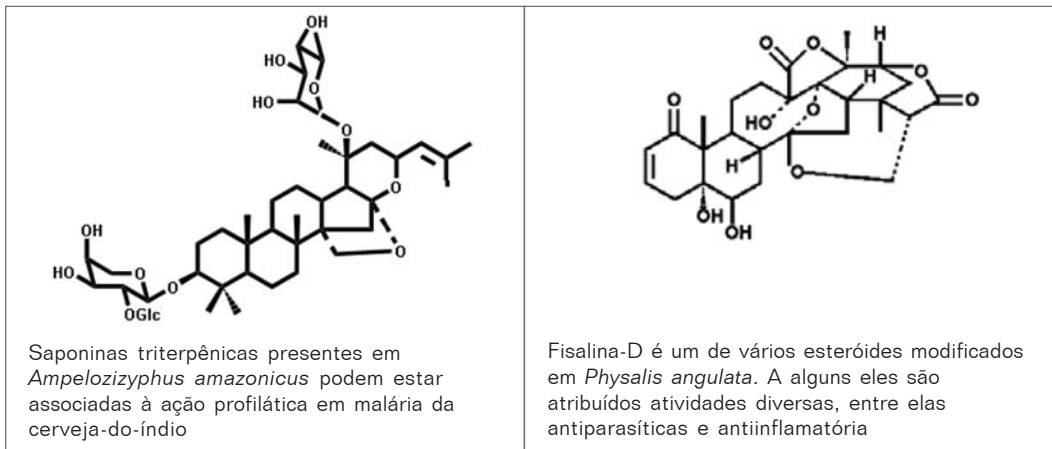 OH
HO
HO
O
O
O
OH
HO
O
O
OGlc
O
Saponinas triterpênicas presentes em
Ampelozizyphus amazonicus podem estar
associadas à ação profilática em malária da
cerveja-do-índio
O
O
H
O
O
H
O
HO
O
H
O
OH
OH
Fisalina-D é um de vários esteróides modificados
em Physalis angulata. A alguns eles são
atribuídos atividades diversas, entre elas
antiparasíticas e antiinflamatória